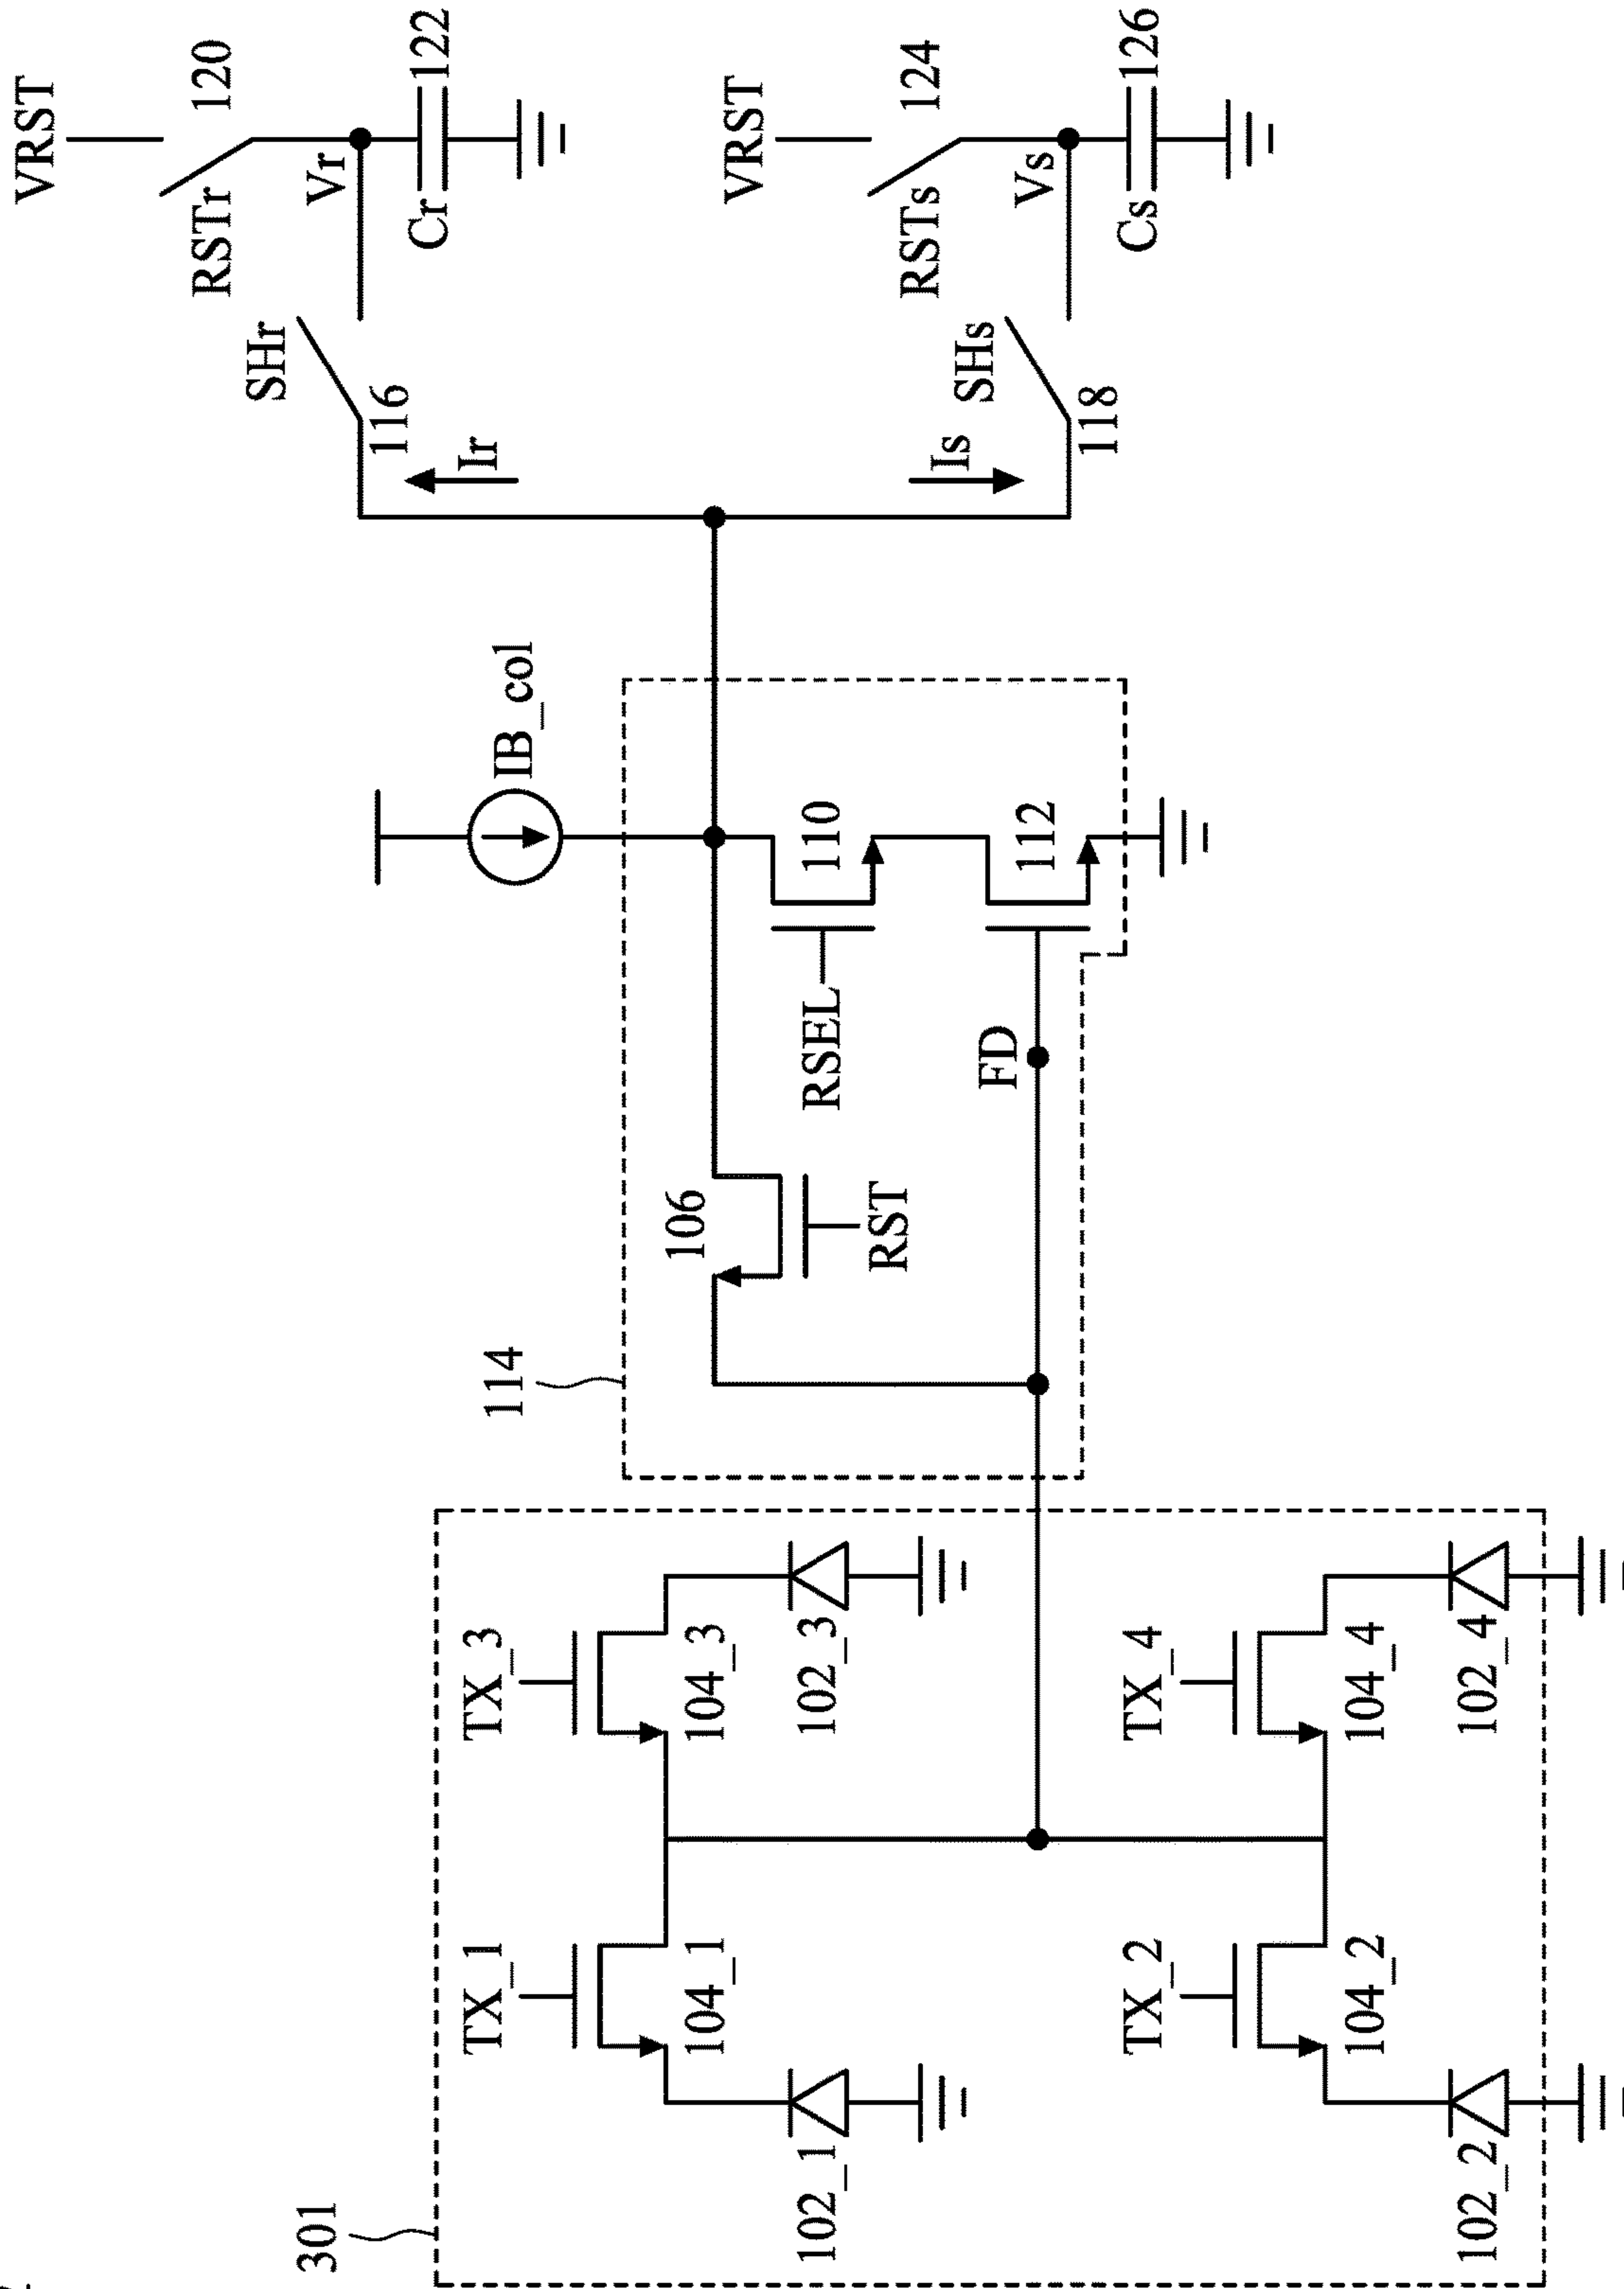 301
TX_1
104_1
102_1
TX_3
104_3
102_3
TX_2
104_2
102_2
TX_4
104_4
102_4
114
106
RST
FD
RSEL
110
112
IB_col
Ir
Is
116
SHr
118
SHs
VRST
120
RSTr
Vr
Cr
122
VRST
124
RSTs
Vs
Cs
126